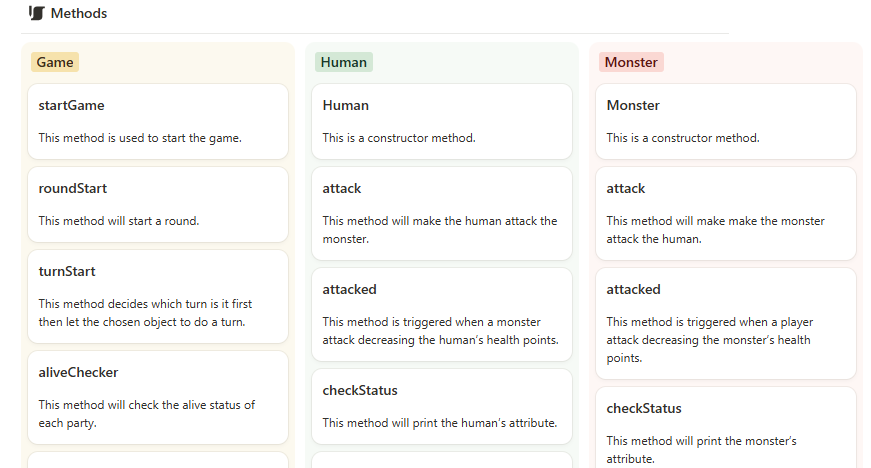 Methods
Game
startGame
This method is used to start the game.
roundStart
This method will start a round.
turnStart
This method decides which turn is it first
then let the chosen object to do a turn.
aliveChecker
This method will check the alive status of
each party.
Human
Human
This is a constructor method.
attack
This method will make the human attack the
monster.
attacked
This method is triggered when a monster
attack decreasing the human's health points.
checkStatus
This method will print the human's attribute.
Monster
Monster
This is a constructor method.
attack
This method will make make the monster
attack the human.
attacked
This method is triggered when a player
attack decreasing the monster's health
points.
checkStatus
This method will print the monster's
attribute.